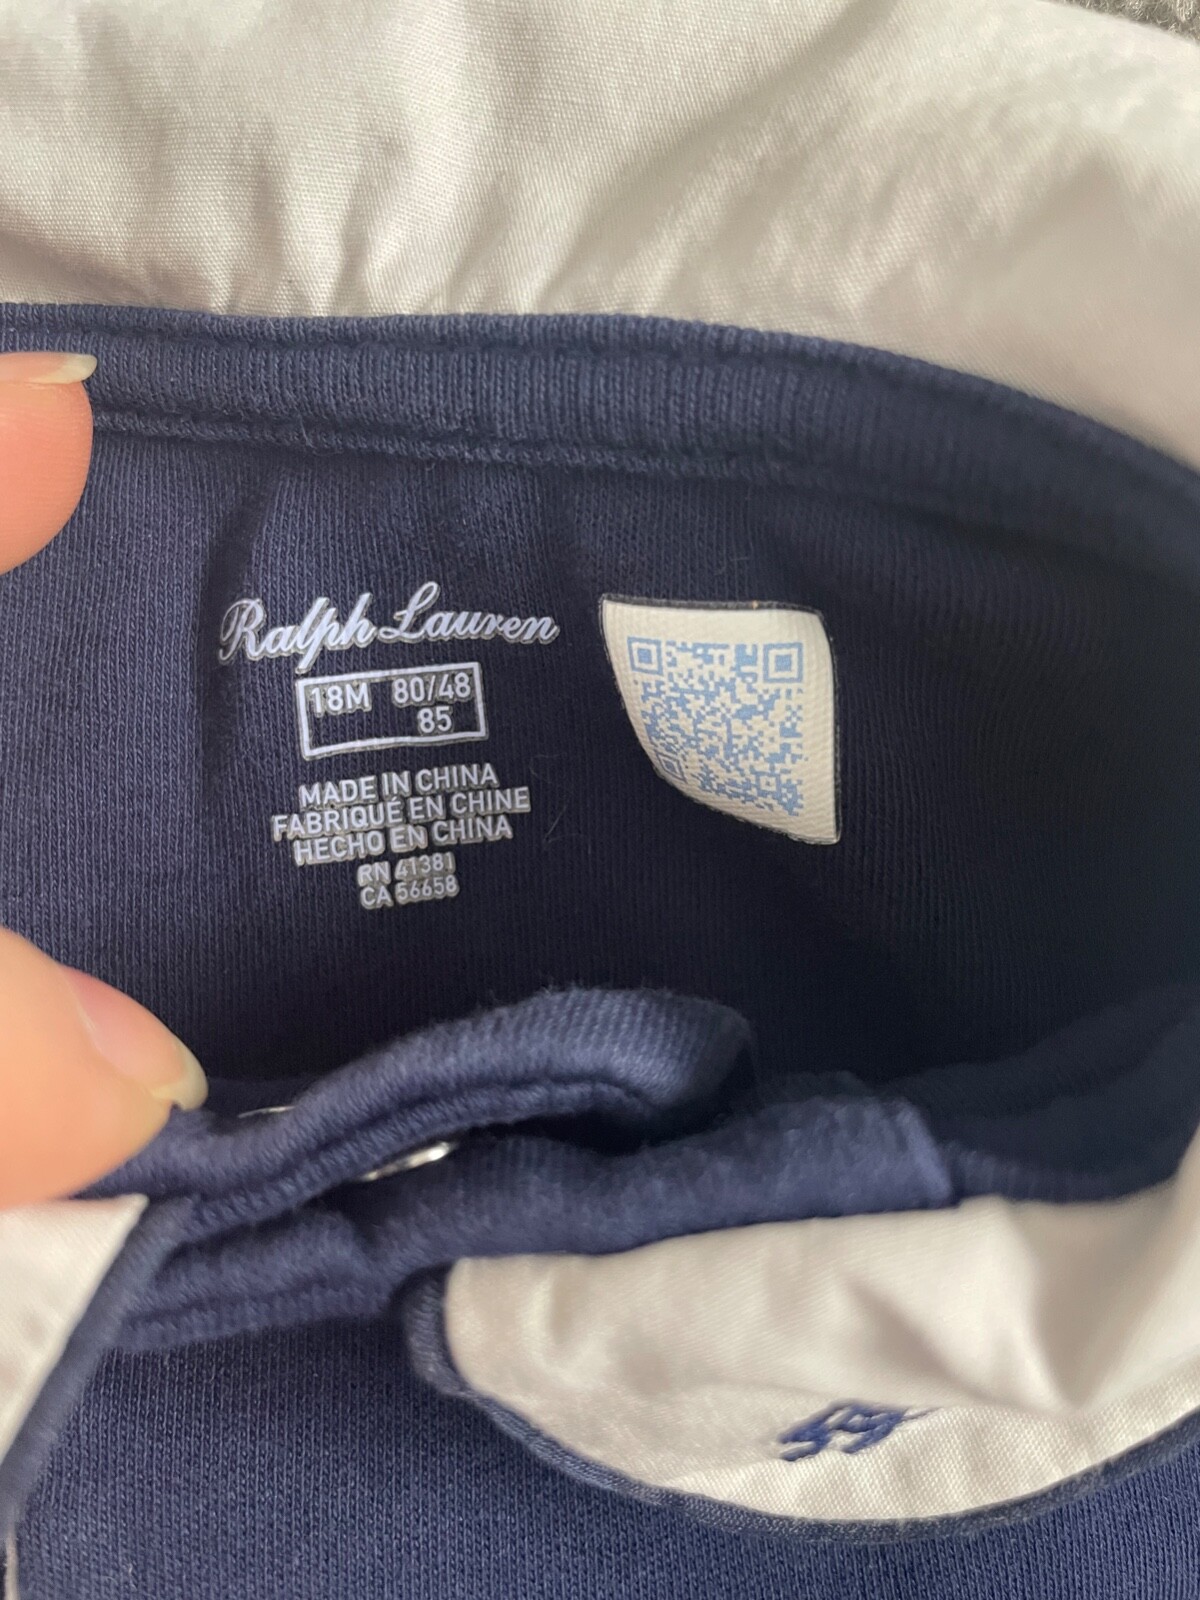 Ralph Lauren
18M 80/48
85
MADE IN CHINA
FABRIQUÉ EN CHINE
HECHO EN CHINA
RN 41381
CA 56658